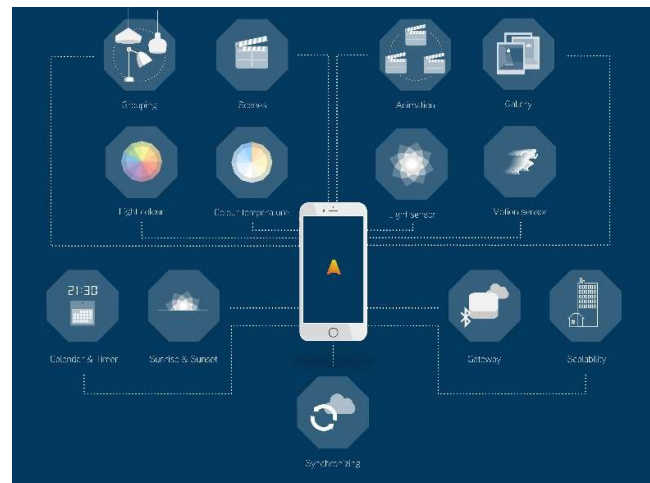 Grouping
Scenes
Animation
Gallery
Light colour
Colour temperature
Light sensor
Motion sensor
21:30
Calendar & Timer
Sunrise & Sunset
Gateway
Scalability
Synchronizing